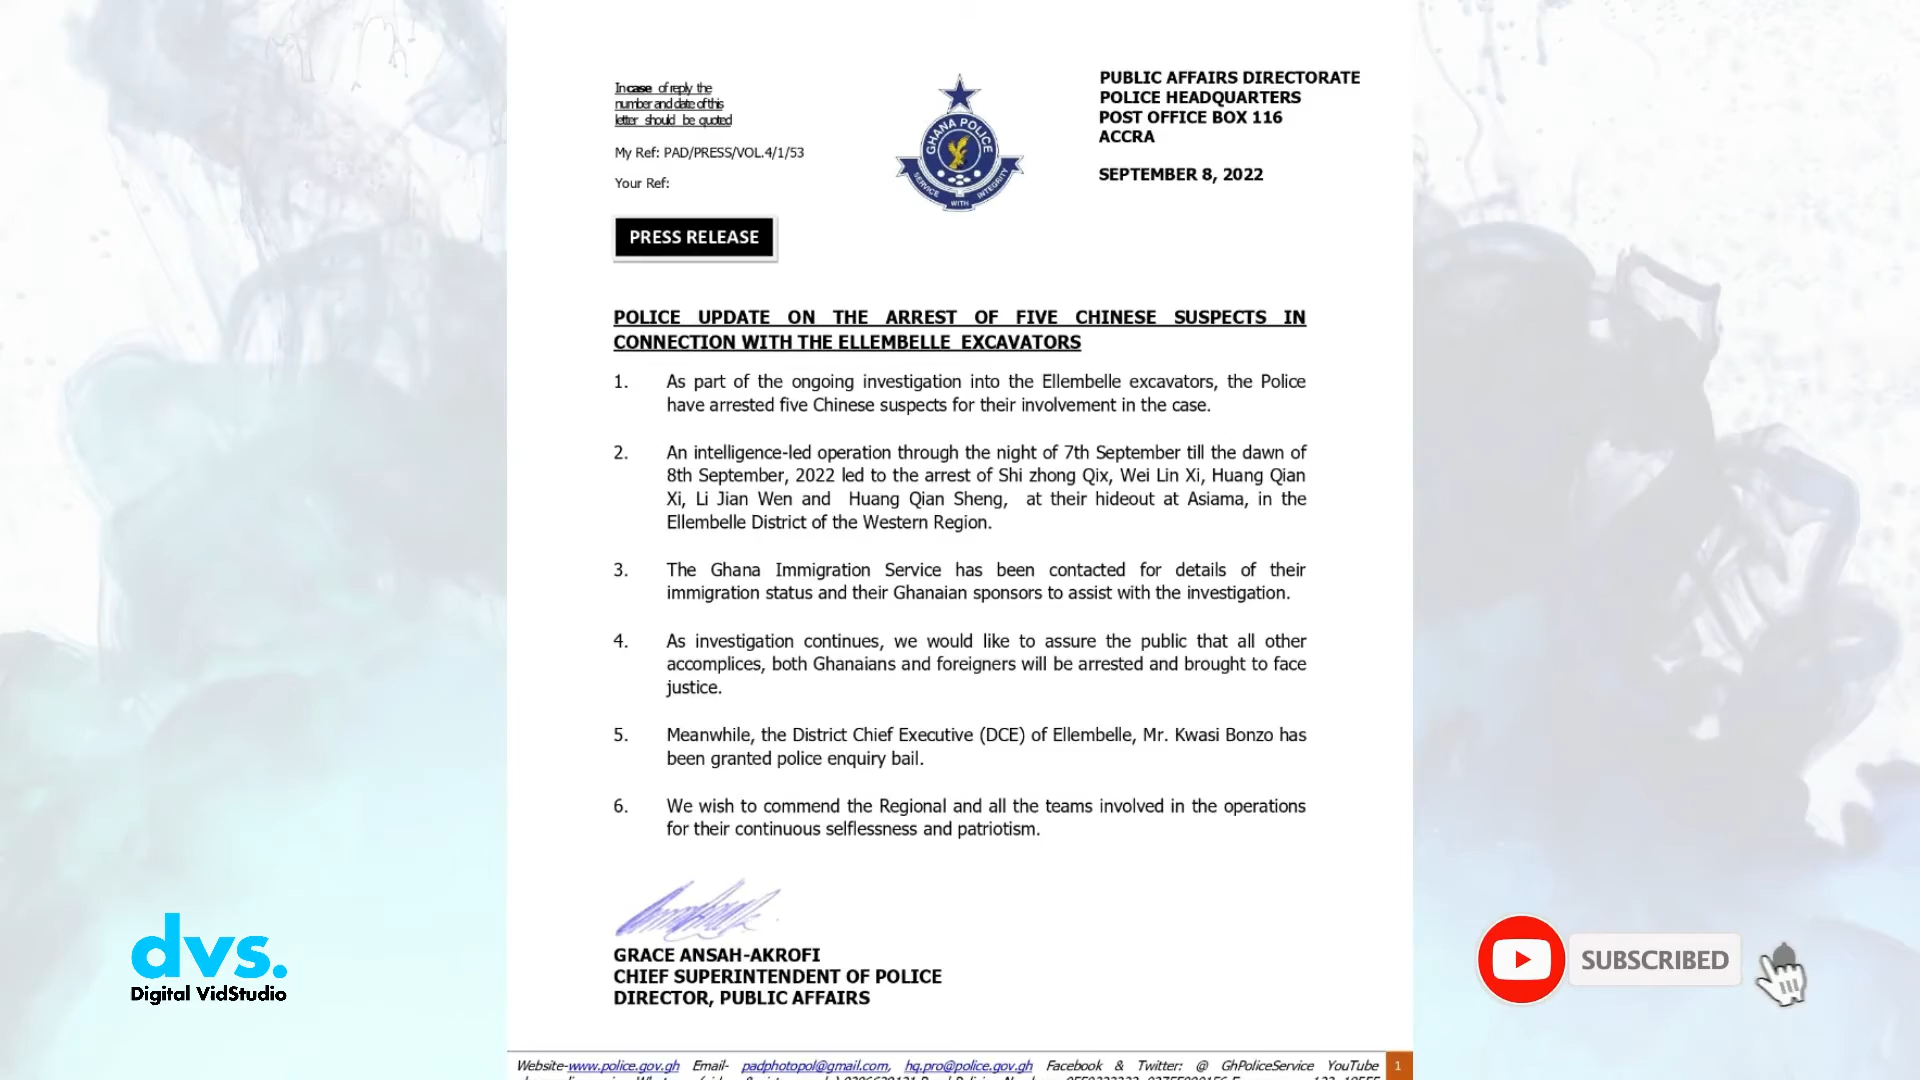 In case of reply the
number and date of this
letter should be quoted
My Ref: PAD/PRESS/VOL.4/1/53
Your Ref:
PRESS RELEASE
GHANA POLICE
SERVICE WITH INTEGRITY
PUBLIC AFFAIRS DIRECTORATE
POLICE HEADQUARTERS
POST OFFICE BOX 116
ACCRA
SEPTEMBER 8, 2022
POLICE UPDATE ON THE ARREST OF FIVE CHINESE SUSPECTS IN
CONNECTION WITH THE ELLEMBELLE EXCAVATORS
1. As part of the ongoing investigation into the Ellembelle excavators, the Police
have arrested five Chinese suspects for their involvement in the case.
2. An intelligence-led operation through the night of 7th September till the dawn of
8th September, 2022 led to the arrest of Shi zhong Qix, Wei Lin Xi, Huang Qian
Xi, Li Jian Wen and Huang Qian Sheng, at their hideout at Asiama, in the
Ellembelle District of the Western Region.
3. The Ghana Immigration Service has been contacted for details of their
immigration status and their Ghanaian sponsors to assist with the investigation.
4. As investigation continues, we would like to assure the public that all other
accomplices, both Ghanaians and foreigners will be arrested and brought to face
justice.
5. Meanwhile, the District Chief Executive (DCE) of Ellembelle, Mr. Kwasi Bonzo has
been granted police enquiry bail.
6. We wish to commend the Regional and all the teams involved in the operations
for their continuous selflessness and patriotism.
GRACE ANSAH-AKROFI
CHIEF SUPERINTENDENT OF POLICE
DIRECTOR, PUBLIC AFFAIRS
Website-www.police.gov.gh Email- padphotopol@gmail.com, hq.pro@police.gov.gh Facebook & Twitter: @ GhPoliceService YouTube
1
dvs.
Digital VidStudio
SUBSCRIBED